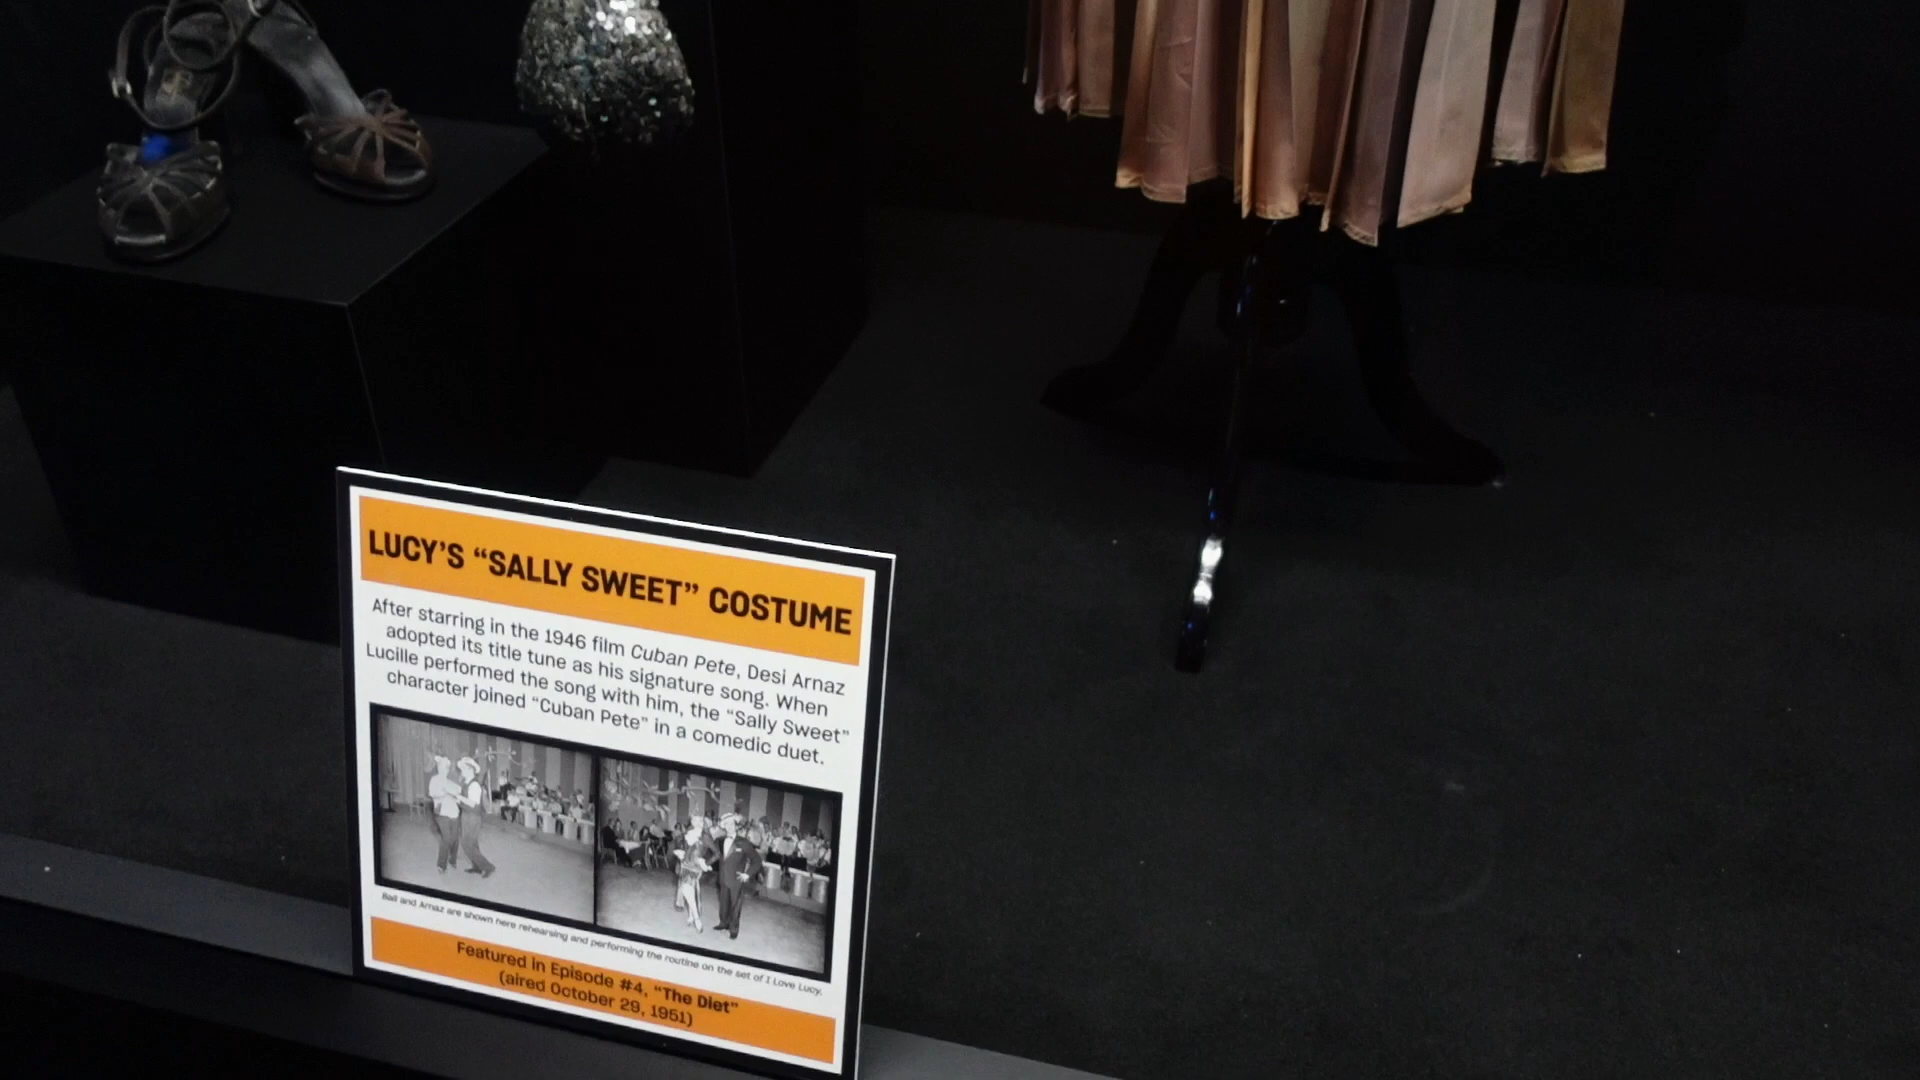 LUCY'S “SALLY SWEET” COSTUME
After starring in the 1946 film Cuban Pete, Desi Arnaz
adopted its title tune as his signature song. When
Lucille performed the song with him, the “Sally Sweet”
character joined “Cuban Pete” in a comedic duet.
Ball and Arnaz are shown here rehearsing and performing the routine on the set of I Love Lucy.
Featured in Episode #4, “The Diet”
(aired October 29, 1951)